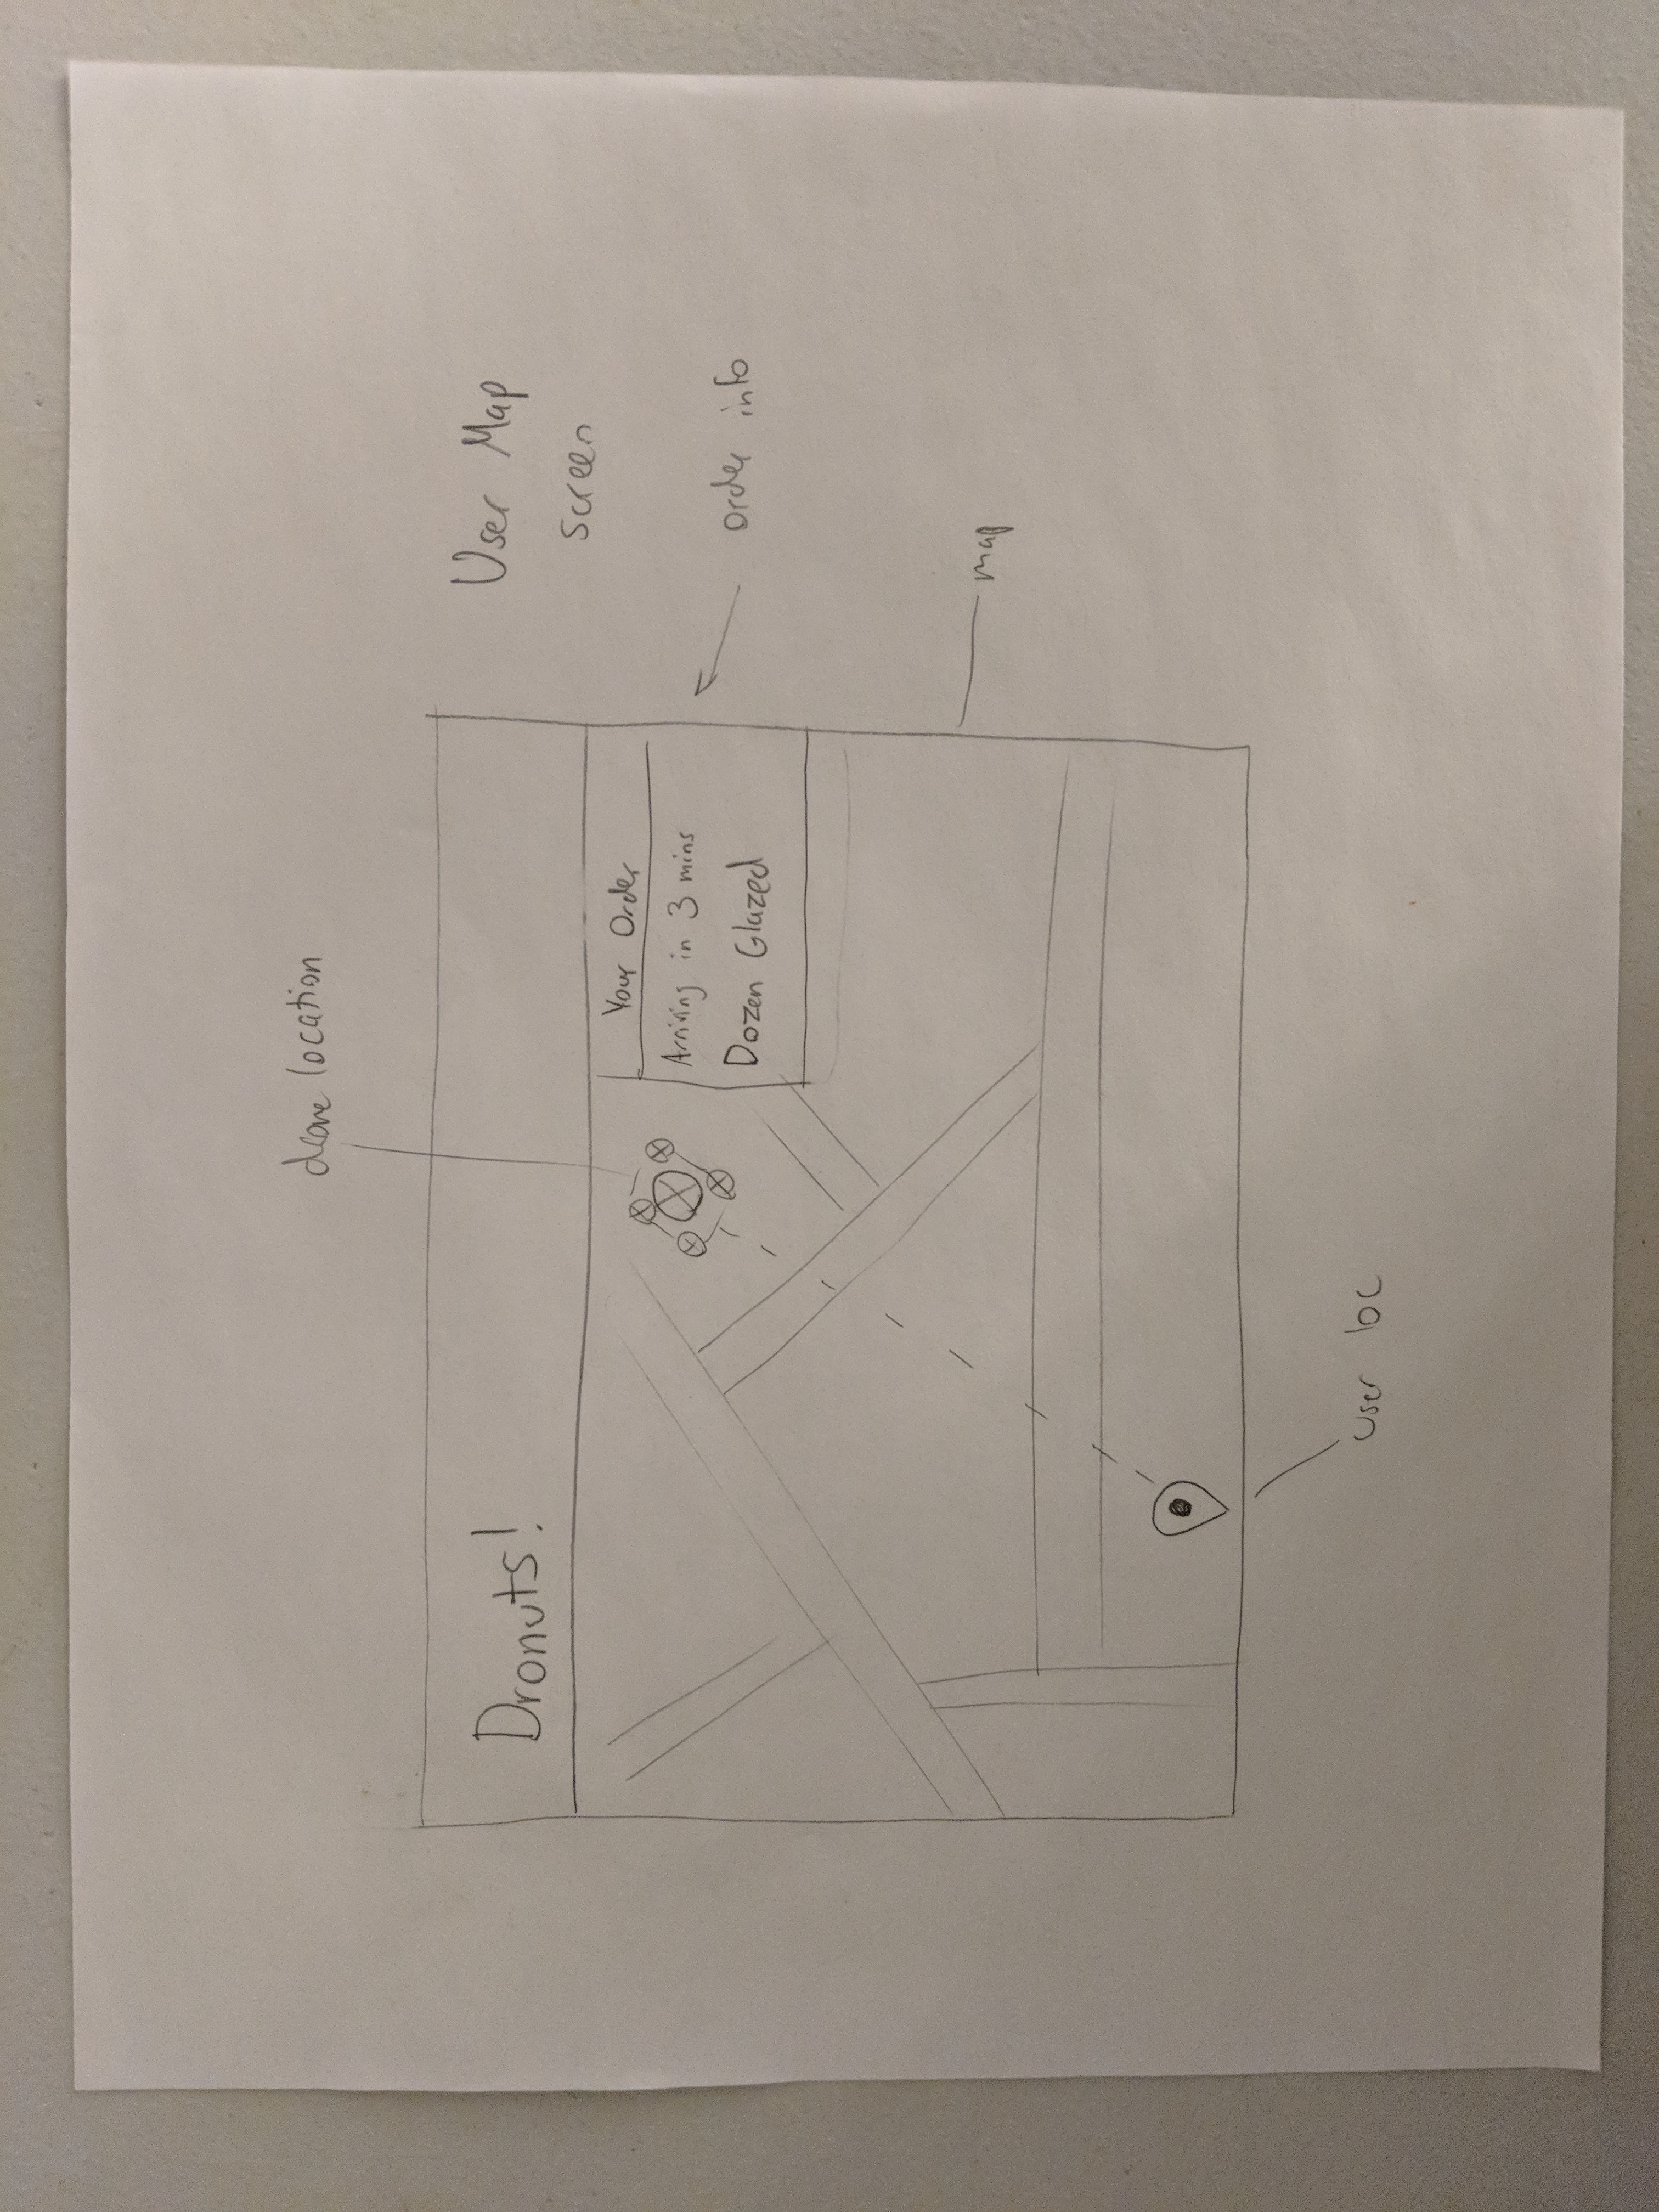 User Map
Screen
drone location
Dronuts!
Your Order
Arriving in 3 mins
Dozen Glazed
order info
map
User loc